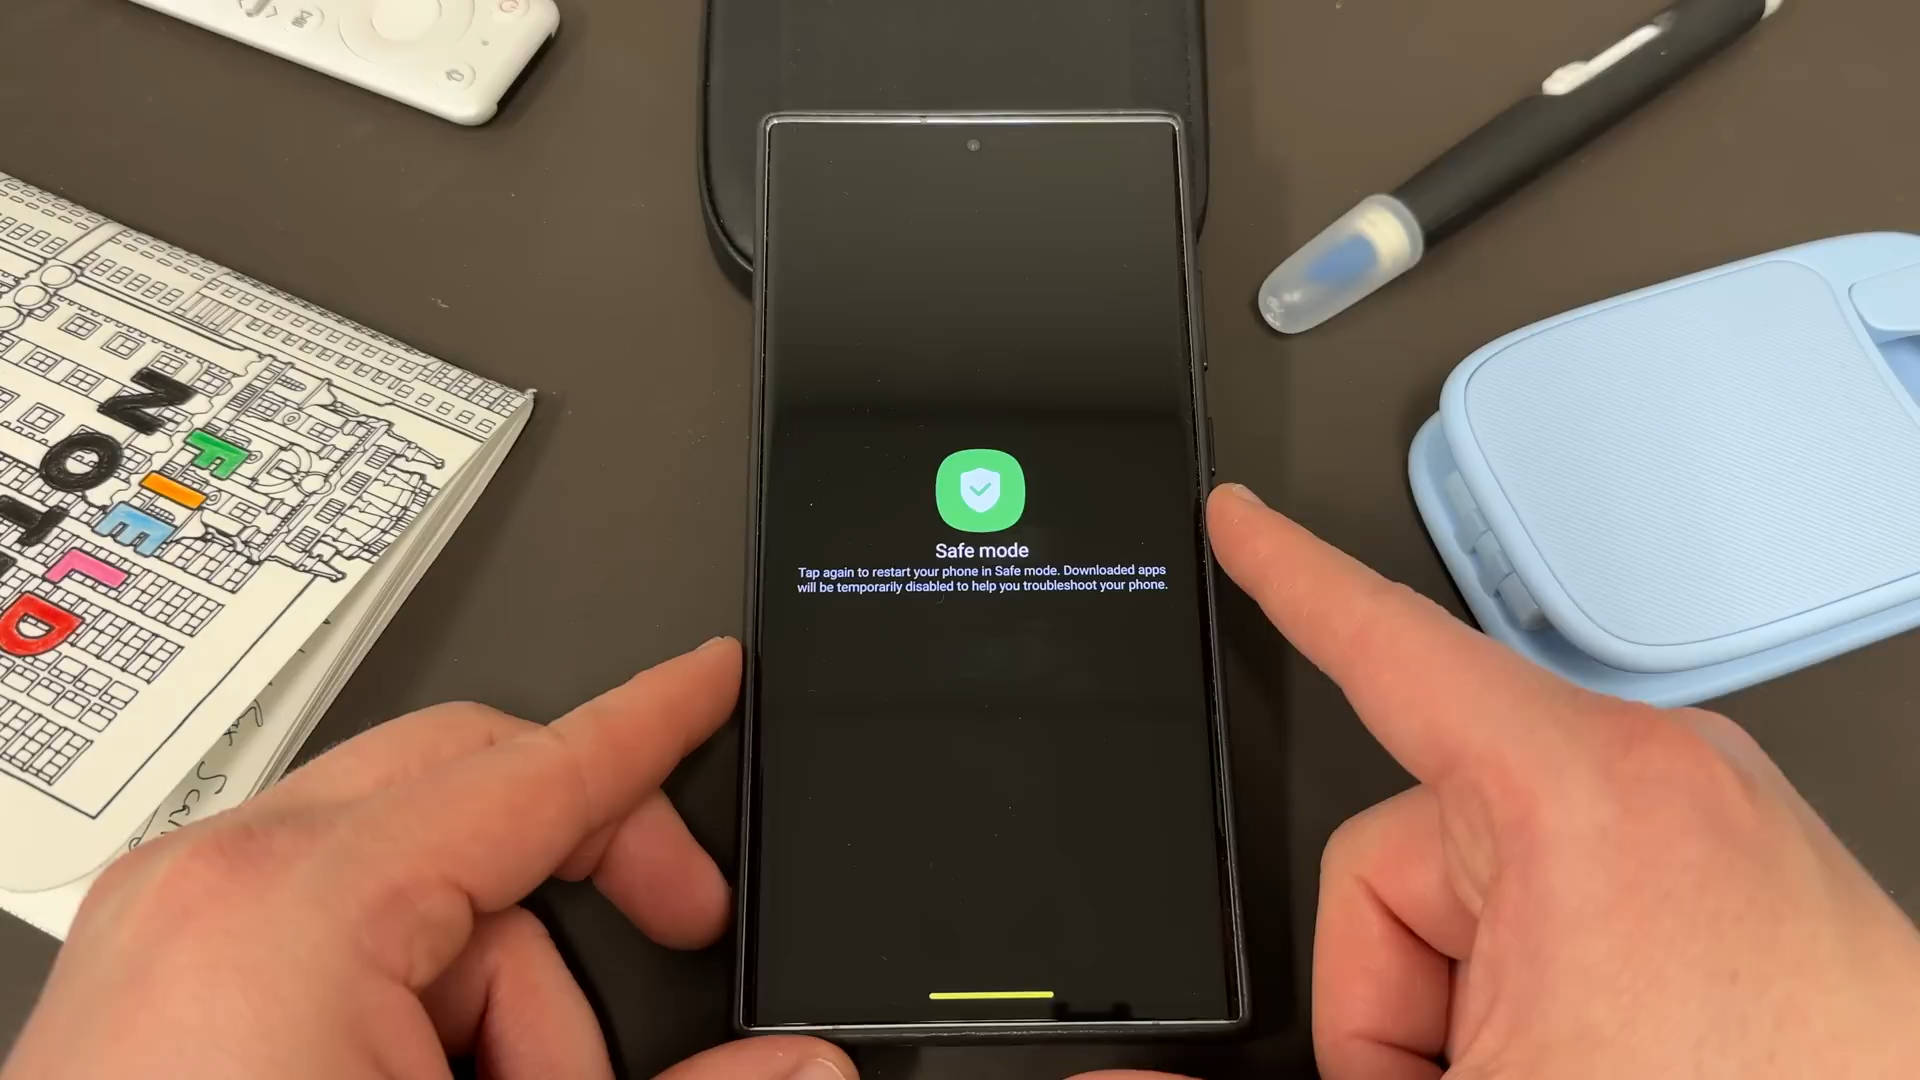 Safe mode
Tap again to restart your phone in Safe mode. Downloaded apps
will be temporarily disabled to help you troubleshoot your phone.
FIELD